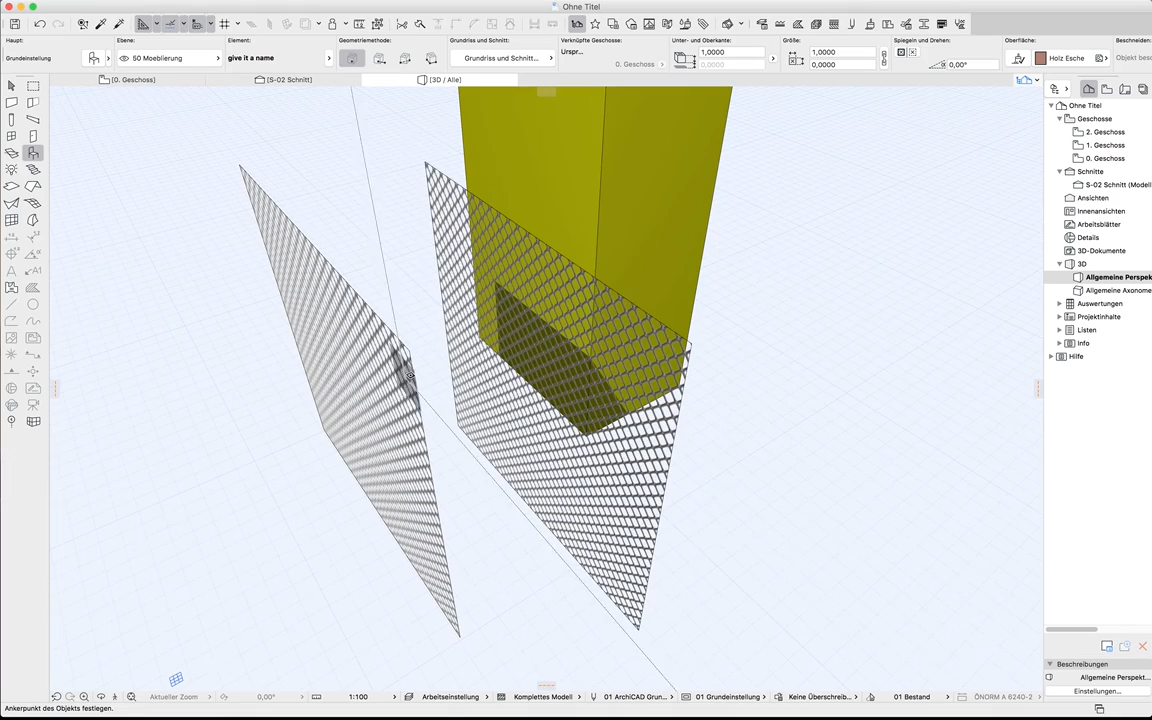 Ohne Titel
Haupt:
Ebene:
Element:
Geometriemethode:
Grundriss und Schnitt:
Verknüpfte Geschosse:
Unter- und Oberkante:
Größe:
Spiegeln und Drehen:
Oberfläche:
Beschneiden:
Grundeinstellung
50 Moeblierung
give it a name
Grundriss und Schnitt...
Urspr...
0. Geschoss
1,0000
0,0000
1,0000
0,0000
0,00°
Holz Esche
Objekt bes
[0. Geschoss]
[S-02 Schnitt]
[3D / Alle]
Ohne Titel
Geschosse
2. Geschoss
1. Geschoss
0. Geschoss
Schnitte
S-02 Schnitt (Modell
Ansichten
Innenansichten
Arbeitsblätter
Details
3D-Dokumente
3D
Allgemeine Perspek
Allgemeine Axonome
Auswertungen
Projektinhalte
Listen
Info
Hilfe
Beschreibungen
Allgemeine Perspekt...
Einstellungen...
Aktueller Zoom
0,00°
1:100
Arbeitseinstellung
Komplettes Modell
01 ArchiCAD Grun...
01 Grundeinstellung
Keine Überschreib...
01 Bestand
ÖNORM A 6240-2
Ankerpunkt des Objekts festlegen.